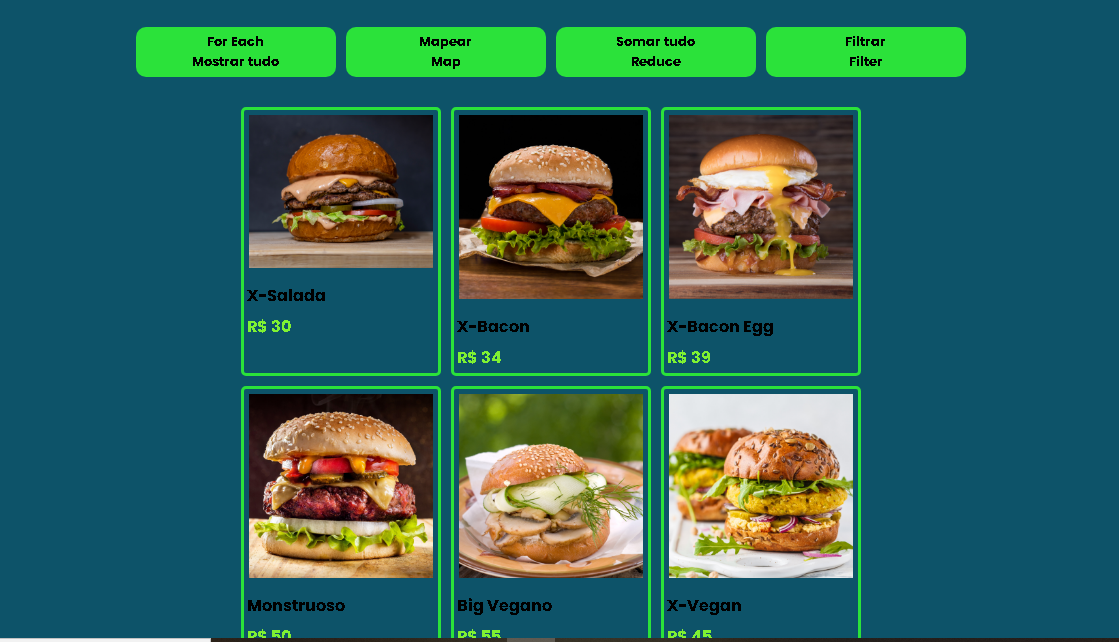 For Each
Mostrar tudo
Mapear
Map
Somar tudo
Reduce
Filtrar
Filter
X-Salada
R$ 30
X-Bacon
R$ 34
X-Bacon Egg
R$ 39
Monstruoso
R$ 50
Big Vegano
R$ 55
X-Vegan
R$ 45